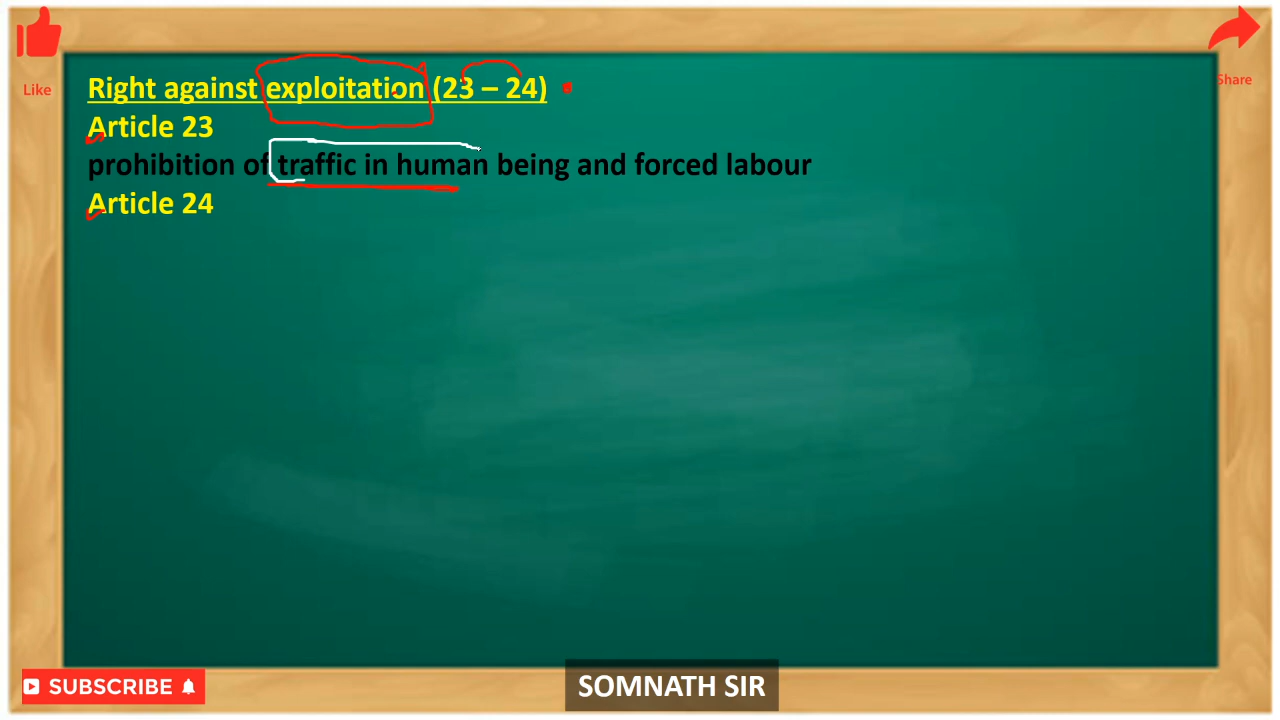 Like
Share
Right against exploitation (23 – 24)
Article 23
prohibition of traffic in human being and forced labour
Article 24
SUBSCRIBE
SOMNATH SIR